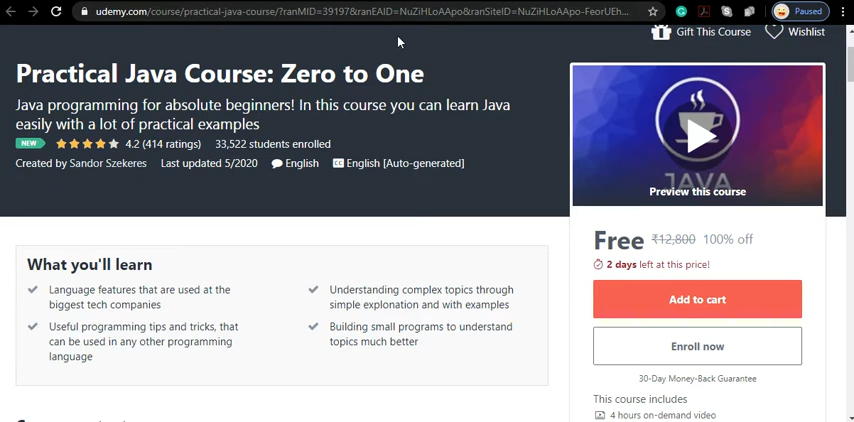 udemy.com/course/practical-java-course/?ranMID=39197&ranEAID=NuZiHLoAApo&ranSiteID=NuZiHLoAApo-FeorUEh...
Paused
Gift This Course
Wishlist
Practical Java Course: Zero to One
Java programming for absolute beginners! In this course you can learn Java
easily with a lot of practical examples
NEW 4.2 (414 ratings) 33,522 students enrolled
Created by Sandor Szekeres Last updated 5/2020 English CC English [Auto-generated]
JAVA
Preview this course
Free ₹12,800 100% off
2 days left at this price!
Add to cart
Enroll now
30-Day Money-Back Guarantee
This course includes
4 hours on-demand video
What you'll learn
Language features that are used at the
biggest tech companies
Useful programming tips and tricks, that
can be used in any other programming
language
Understanding complex topics through
simple explonation and with examples
Building small programs to understand
topics much better